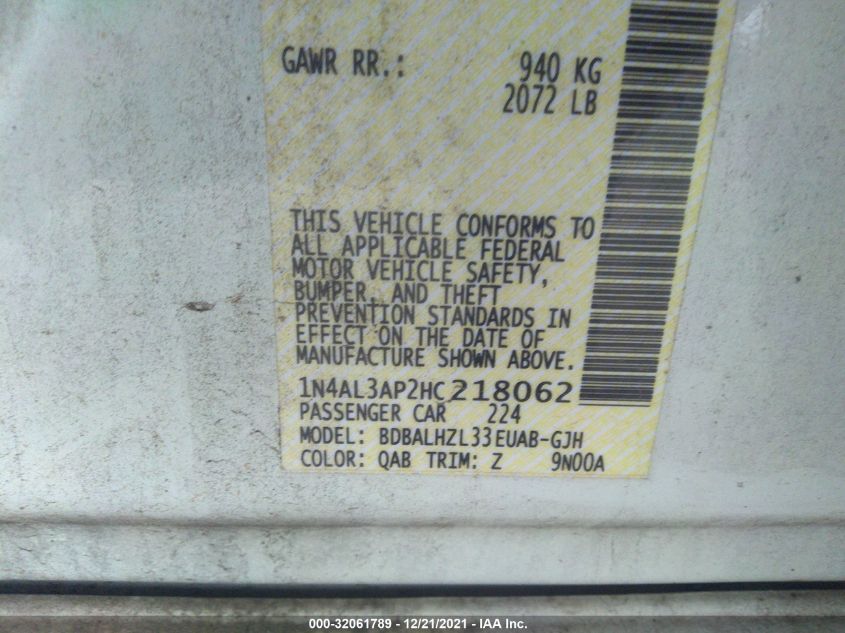 GAWR RR.: 940 KG
2072 LB
THIS VEHICLE CONFORMS TO
ALL APPLICABLE FEDERAL
MOTOR VEHICLE SAFETY,
BUMPER, AND THEFT
PREVENTION STANDARDS IN
EFFECT ON THE DATE OF
MANUFACTURE SHOWN ABOVE.
1N4AL3AP2HC218062
PASSENGER CAR 224
MODEL: BDBALHZL33EUAB-GJH
COLOR: QAB TRIM: Z 9N00A
000-32061789 - 12/21/2021 - IAA Inc.